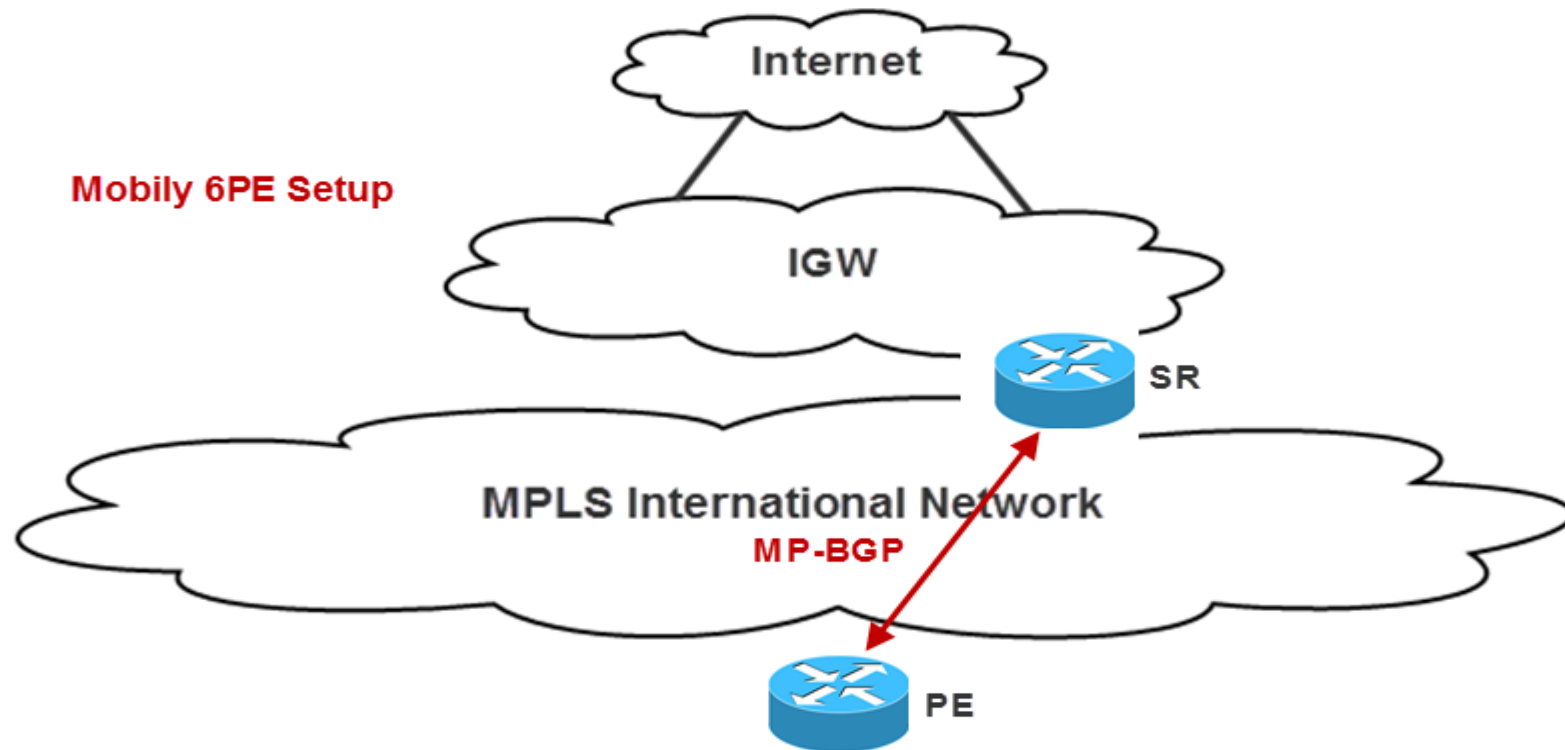 Internet
Mobily 6PE Setup
IGW
SR
MPLS International Network
MP-BGP
PE